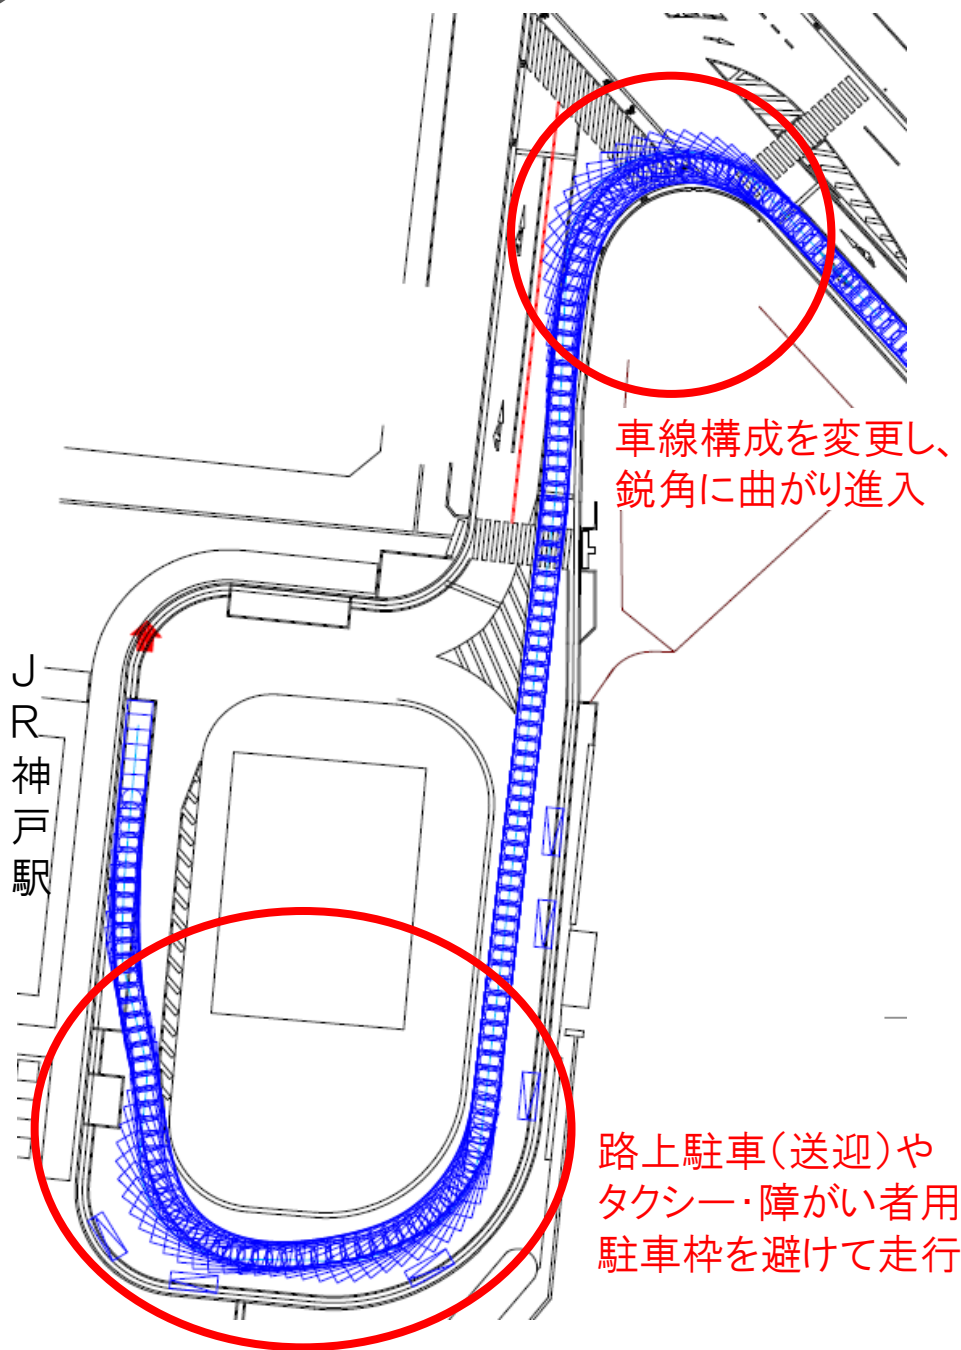 車線構成を変更し、
鋭角に曲がり進入
JR神戸駅
路上駐車(送迎)や
タクシー・障がい者用
駐車枠を避けて走行